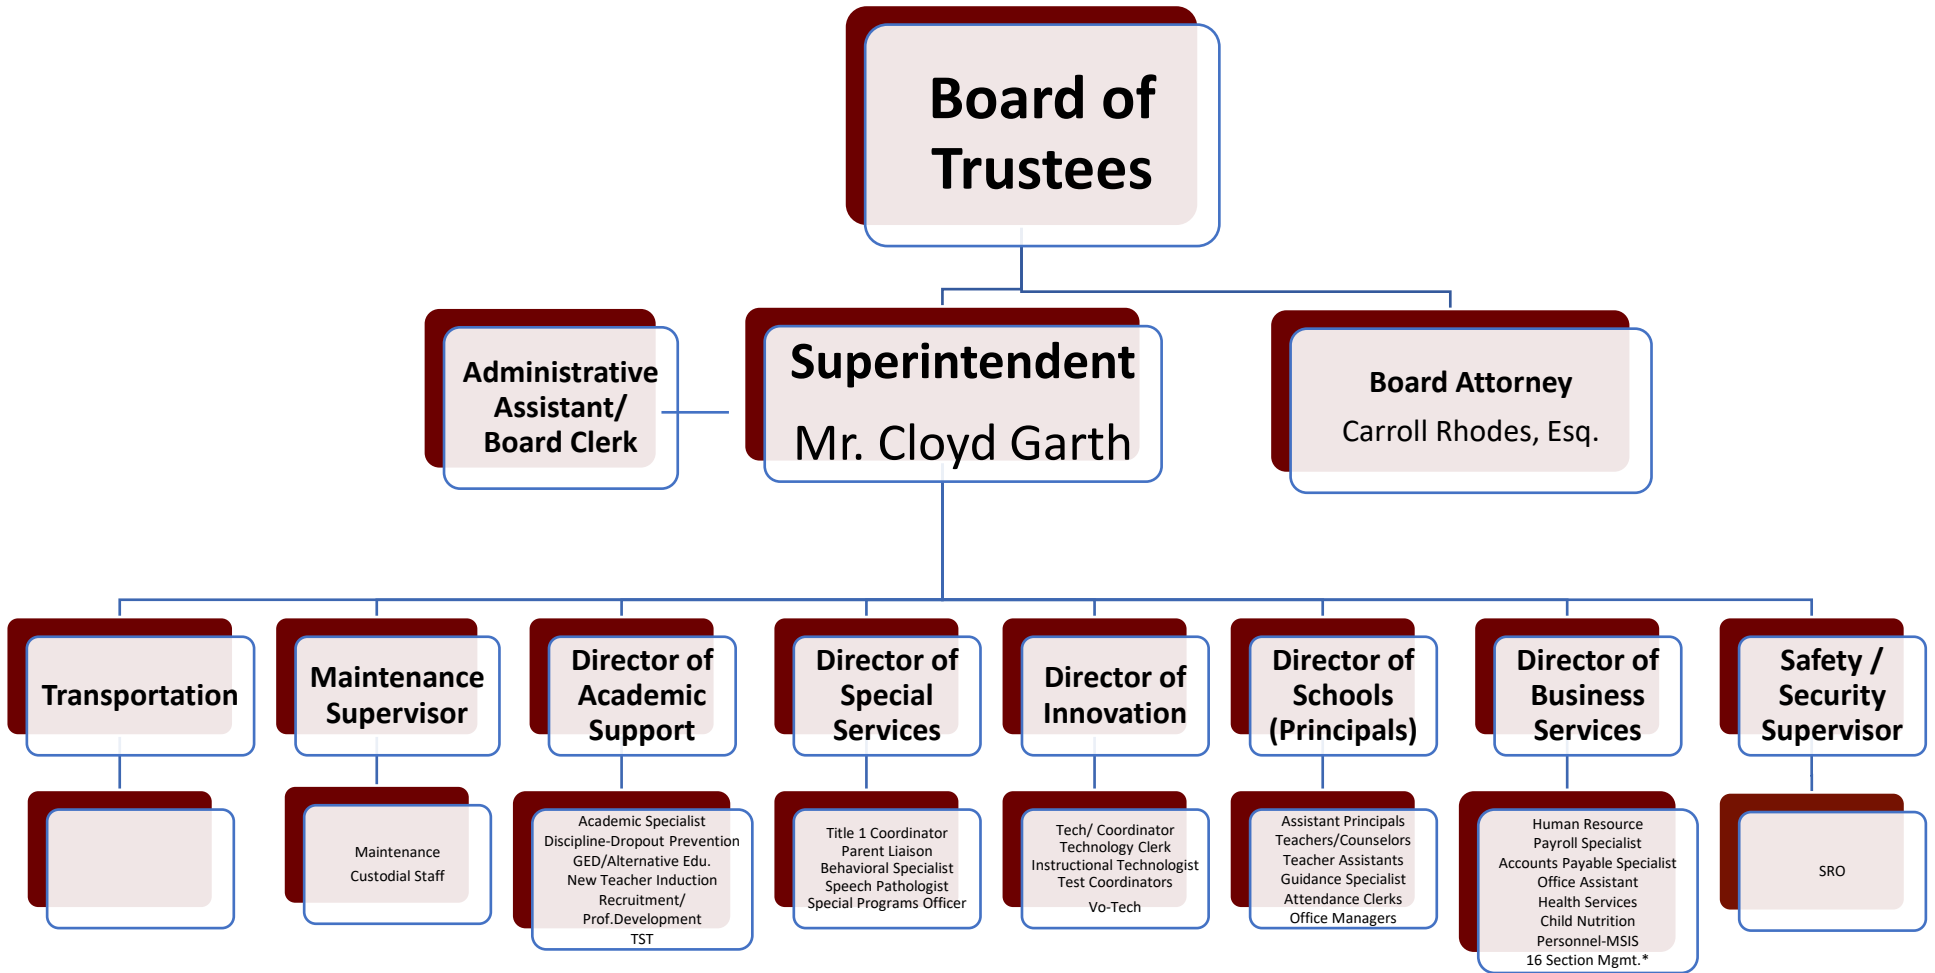 Board of
Trustees
Administrative
Assistant/
Board Clerk
Superintendent
Mr. Cloyd Garth
Board Attorney
Carroll Rhodes, Esq.
Transportation
Maintenance
Supervisor
Director of
Academic
Support
Director of
Special
Services
Director of
Innovation
Director of
Schools
(Principals)
Director of
Business
Services
Safety /
Security
Supervisor
Maintenance
Custodial Staff
Academic Specialist
Discipline-Dropout Prevention
GED/Alternative Edu.
New Teacher Induction
Recruitment/
Prof.Development
TST
Title 1 Coordinator
Parent Liaison
Behavioral Specialist
Speech Pathologist
Special Programs Officer
Tech/ Coordinator
Technology Clerk
Instructional Technologist
Test Coordinators
Vo-Tech
Assistant Principals
Teachers/Counselors
Teacher Assistants
Guidance Specialist
Attendance Clerks
Office Managers
Human Resource
Payroll Specialist
Accounts Payable Specialist
Office Assistant
Health Services
Child Nutrition
Personnel-MSIS
16 Section Mgmt.*
SRO